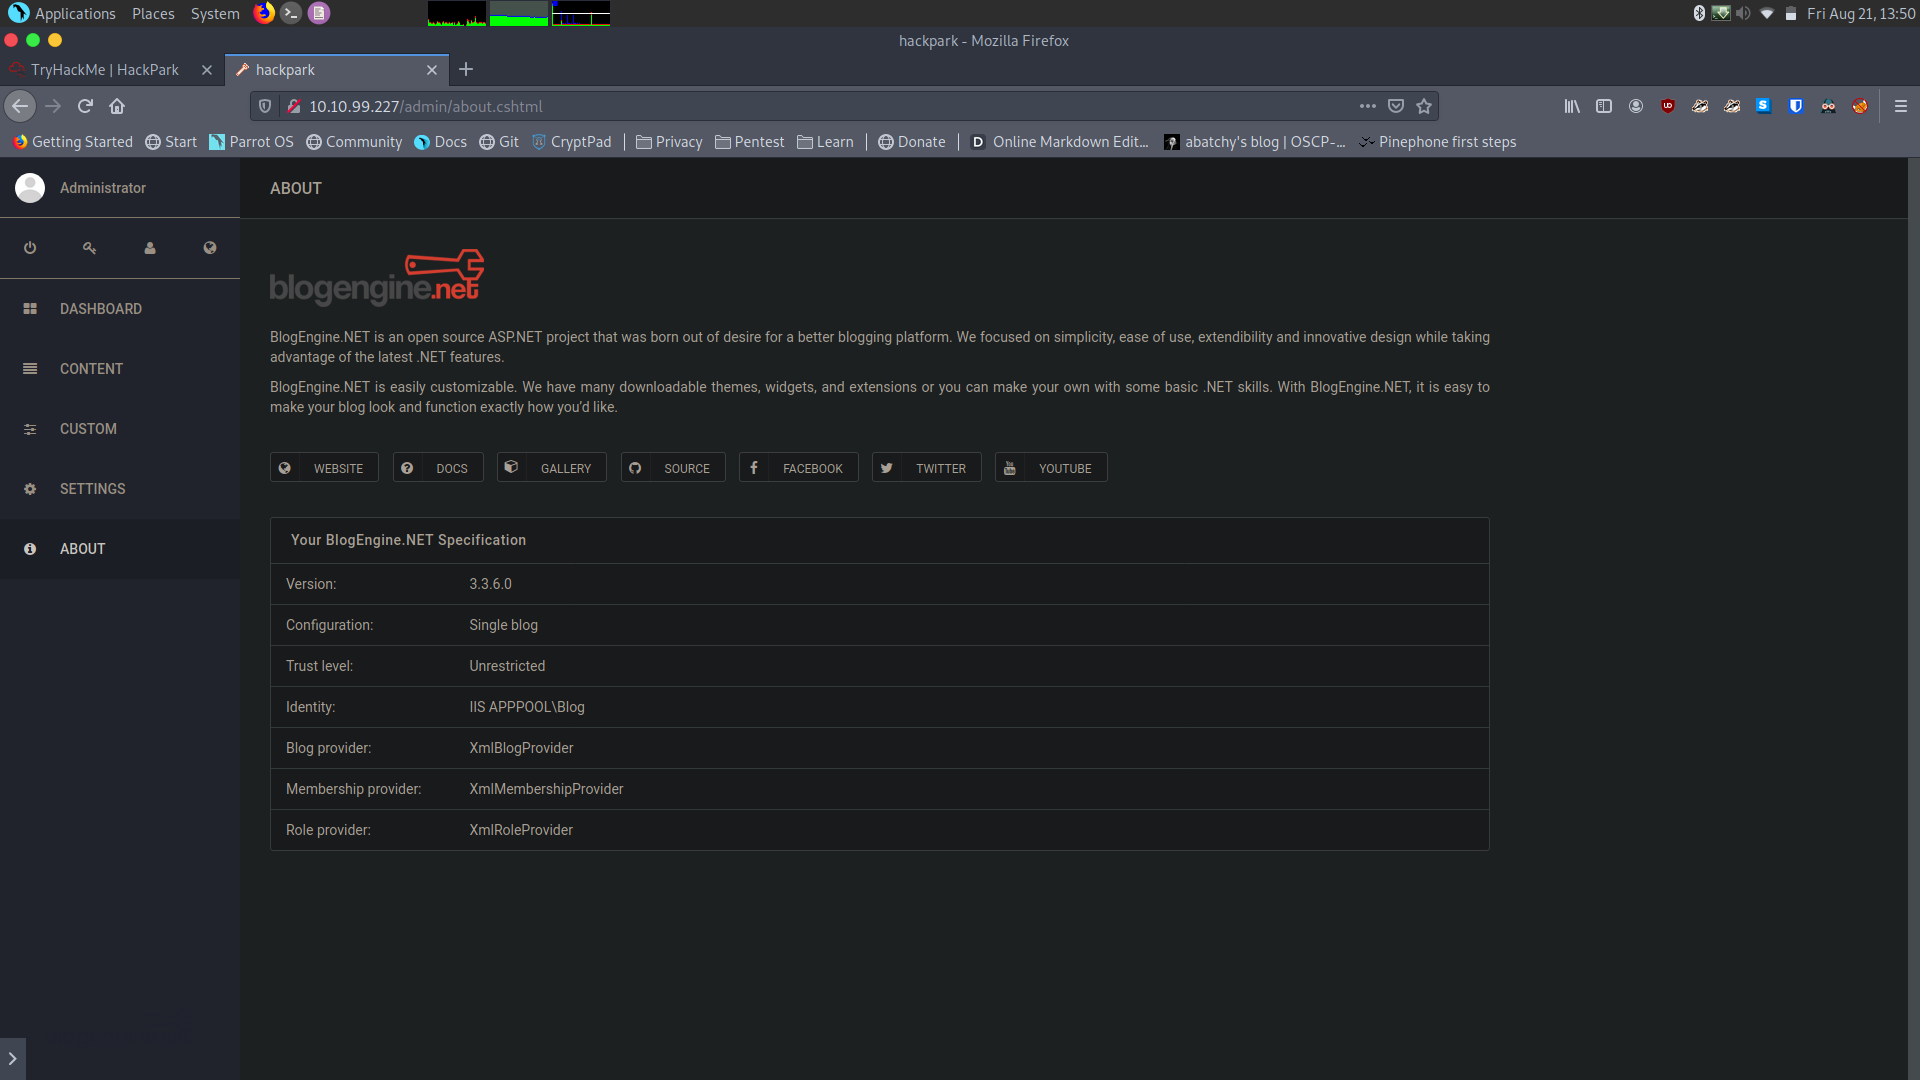 Applications Places System Fri Aug 21, 13:50
hackpark - Mozilla Firefox
TryHackMe | HackPark hackpark
10.10.99.227/admin/about.cshtml
Getting Started Start Parrot OS Community Docs Git CryptPad Privacy Pentest Learn Donate Online Markdown Edit... abatchy's blog | OSCP-... Pinephone first steps
Administrator
ABOUT
DASHBOARD
CONTENT
CUSTOM
SETTINGS
ABOUT
blogengine.net
BlogEngine.NET is an open source ASP.NET project that was born out of desire for a better blogging platform. We focused on simplicity, ease of use, extendibility and innovative design while taking
advantage of the latest .NET features.
BlogEngine.NET is easily customizable. We have many downloadable themes, widgets, and extensions or you can make your own with some basic .NET skills. With BlogEngine.NET, it is easy to
make your blog look and function exactly how you'd like.
WEBSITE DOCS GALLERY SOURCE FACEBOOK TWITTER YOUTUBE
Your BlogEngine.NET Specification
Version: 3.3.6.0
Configuration: Single blog
Trust level: Unrestricted
Identity: IIS APPPOOL\Blog
Blog provider: XmlBlogProvider
Membership provider: XmlMembershipProvider
Role provider: XmlRoleProvider